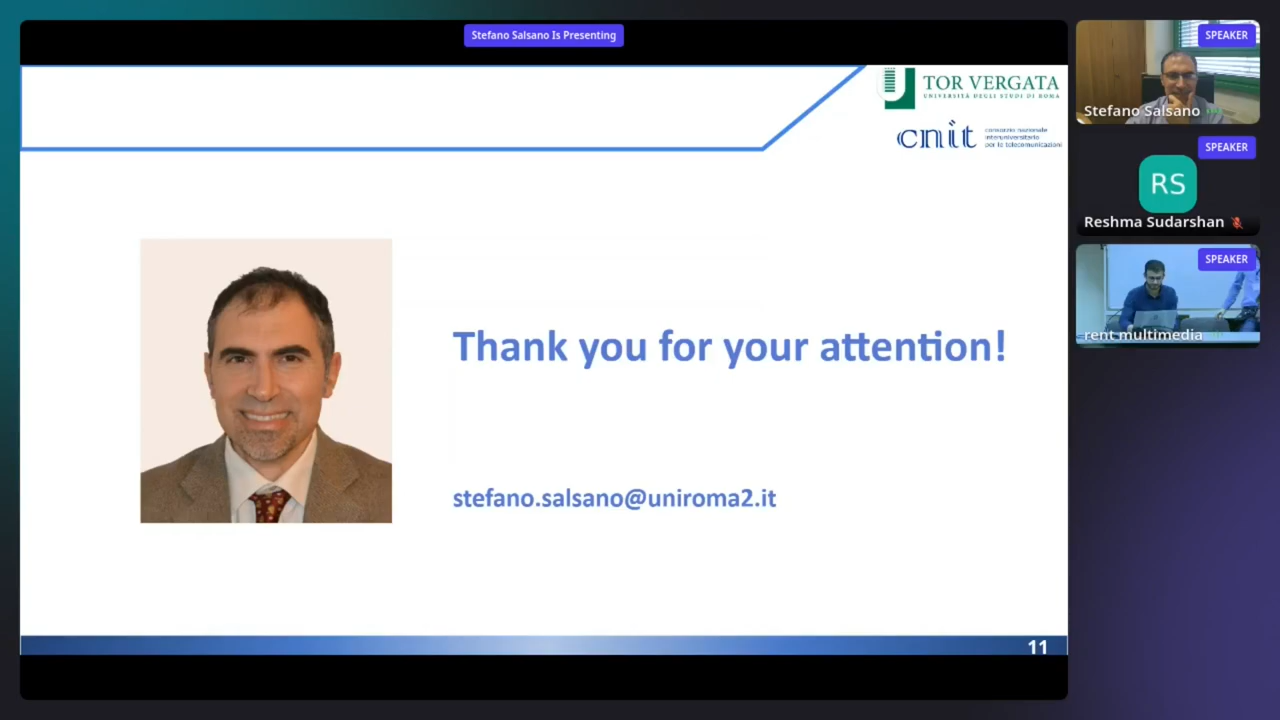 Stefano Salsano Is Presenting
TOR VERGATA
UNIVERSITÀ DEGLI STUDI DI ROMA
cnit
consorzio nazionale
interuniversitario
per le telecomunicazioni
Thank you for your attention!
stefano.salsano@uniroma2.it
11
SPEAKER
Stefano Salsano
SPEAKER
RS
Reshma Sudarshan
SPEAKER
rent multimedia